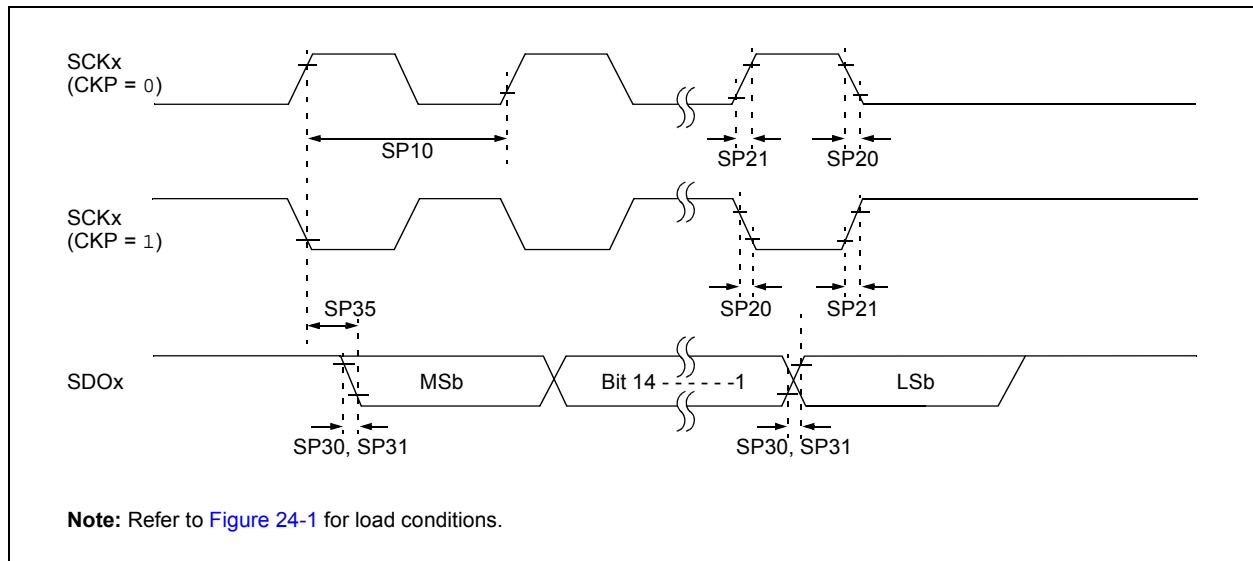 SCKx
(CKP = 0)
SP10
SP21
SP20
SCKx
(CKP = 1)
SP20
SP21
SP35
SDOx
MSb
Bit 14 - - - - - -1
LSb
SP30, SP31
SP30, SP31
Note: Refer to Figure 24-1 for load conditions.